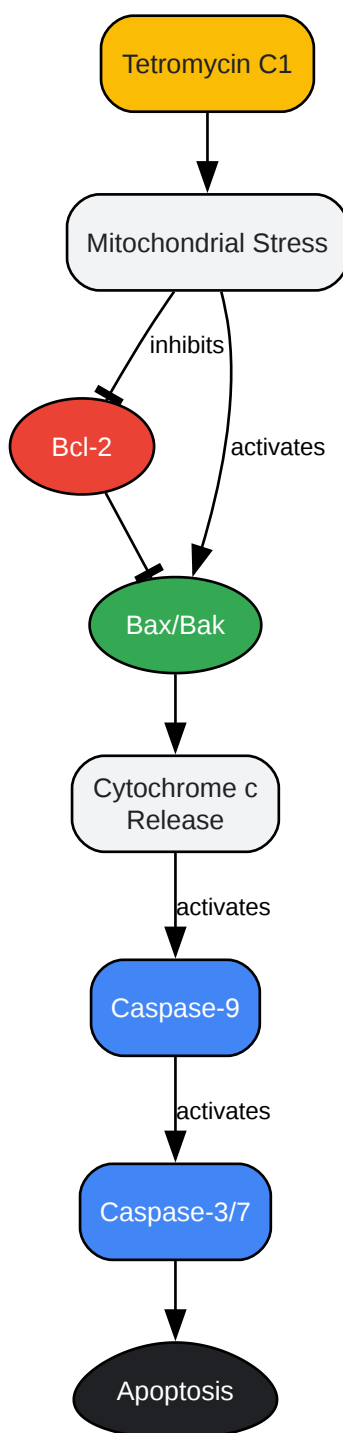 Tetromycin C1
Mitochondrial Stress
inhibits
Bcl-2
activates
Bax/Bak
Cytochrome c
Release
activates
Caspase-9
activates
Caspase-3/7
Apoptosis